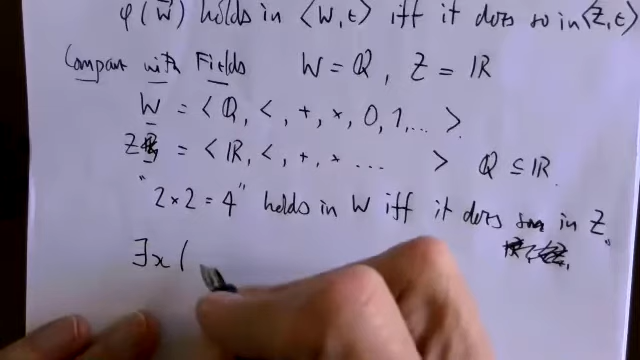 φ(w⃗) holds in ⟨W,∈⟩ iff it does so in ⟨Z,∈⟩
Compare with Fields W = ℚ, Z = ℝ
W = ⟨ℚ, <, +, ×, 0, 1, ... ⟩.
Z = ⟨ℝ, <, +, × ... ⟩ ℚ ⊆ ℝ.
"2×2 = 4" holds in W iff it does so in Z.
∃x (